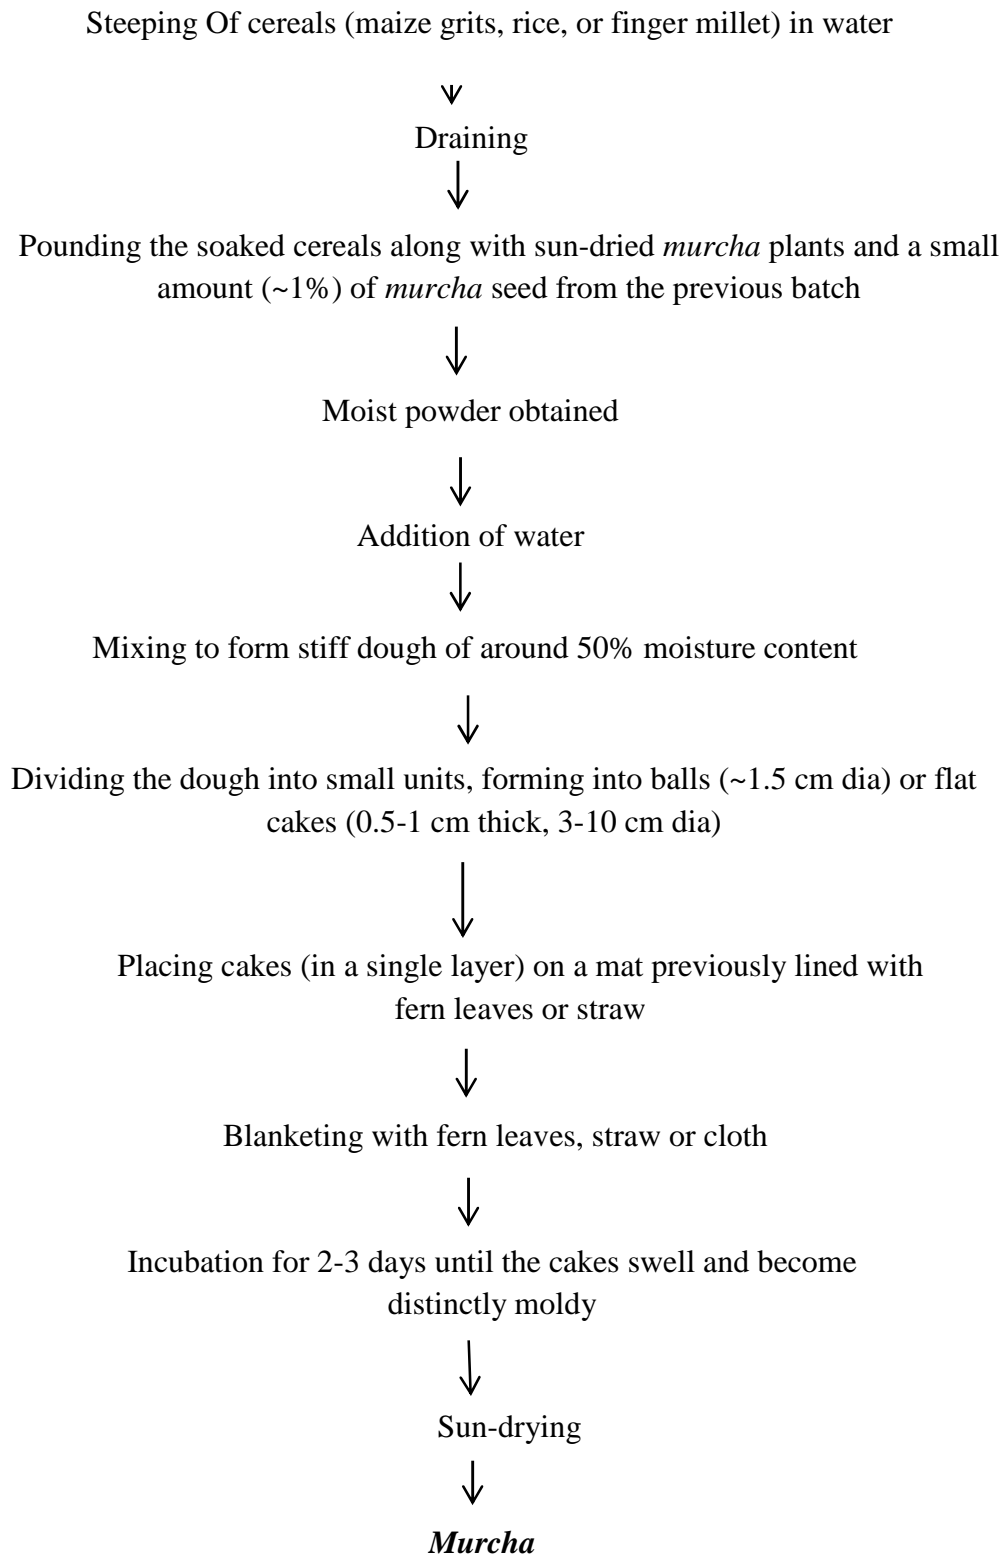 Steeping Of cereals (maize grits, rice, or finger millet) in water
Draining
Pounding the soaked cereals along with sun-dried murcha plants and a small
amount (~1%) of murcha seed from the previous batch
Moist powder obtained
Addition of water
Mixing to form stiff dough of around 50% moisture content
Dividing the dough into small units, forming into balls (~1.5 cm dia) or flat
cakes (0.5-1 cm thick, 3-10 cm dia)
Placing cakes (in a single layer) on a mat previously lined with
fern leaves or straw
Blanketing with fern leaves, straw or cloth
Incubation for 2-3 days until the cakes swell and become
distinctly moldy
Sun-drying
Murcha